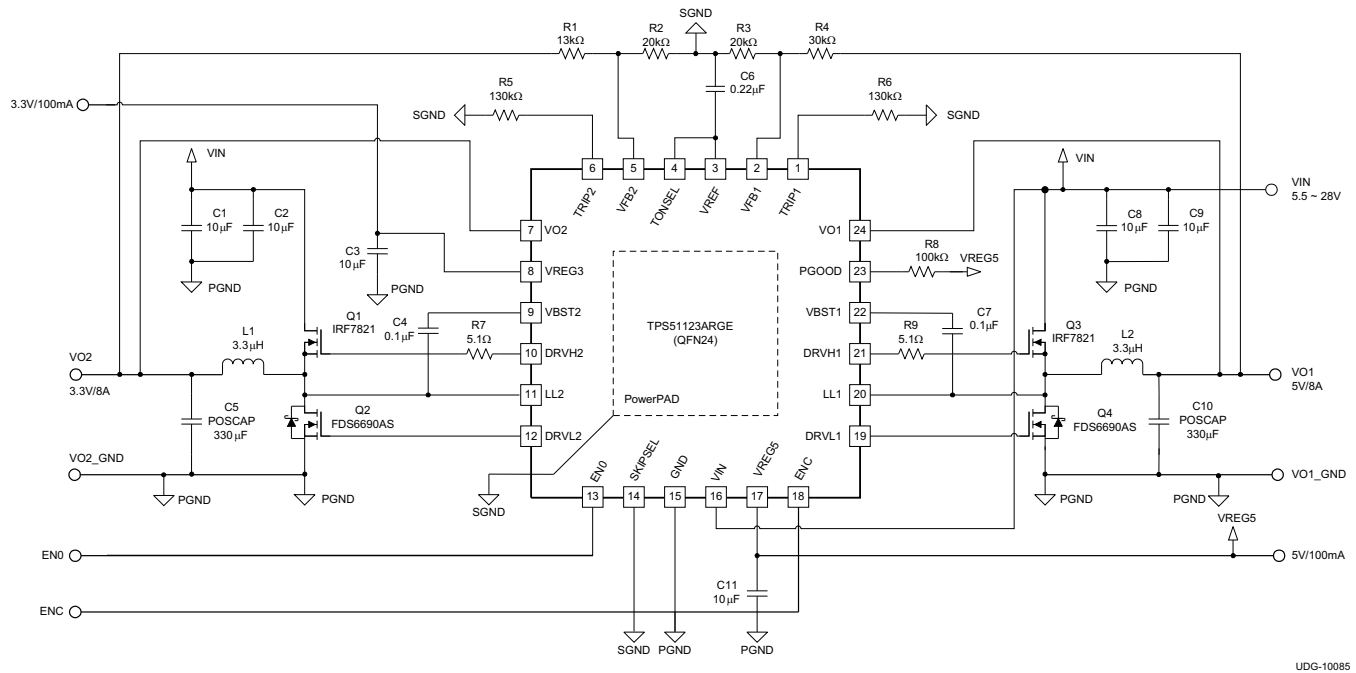 SGND
R1
13kΩ
R2
20kΩ
R3
20kΩ
R4
30kΩ
C6
0.22μF
R5
130kΩ
R6
130kΩ
3.3V/100mA
SGND
SGND
VIN
VIN
VIN
5.5 ~ 28V
6
5
4
3
2
1
TRIP2
VFB2
TONSEL
VREF
VFB1
TRIP1
C1
10μF
C2
10μF
C3
10μF
PGND
PGND
7
VO2
8
VREG3
9
VBST2
10
DRVH2
11
LL2
12
DRVL2
VO1
24
PGOOD
23
VBST1
22
DRVH1
21
LL1
20
DRVL1
19
R8
100kΩ
VREG5
C8
10μF
C9
10μF
PGND
TPS51123ARGE
(QFN24)
PowerPAD
Q1
IRF7821
C4
0.1μF
R7
5.1Ω
R9
5.1Ω
C7
0.1μF
Q3
IRF7821
L1
3.3μH
L2
3.3μH
VO2
3.3V/8A
VO1
5V/8A
C5
POSCAP
330μF
Q2
FDS6690AS
Q4
FDS6690AS
C10
POSCAP
330μF
VO2_GND
PGND
PGND
SGND
EN0
SKIPSEL
GND
VIN
VREG5
ENC
13
14
15
16
17
18
PGND
PGND
VO1_GND
VREG5
EN0
5V/100mA
C11
10μF
ENC
SGND
PGND
PGND
UDG-10085